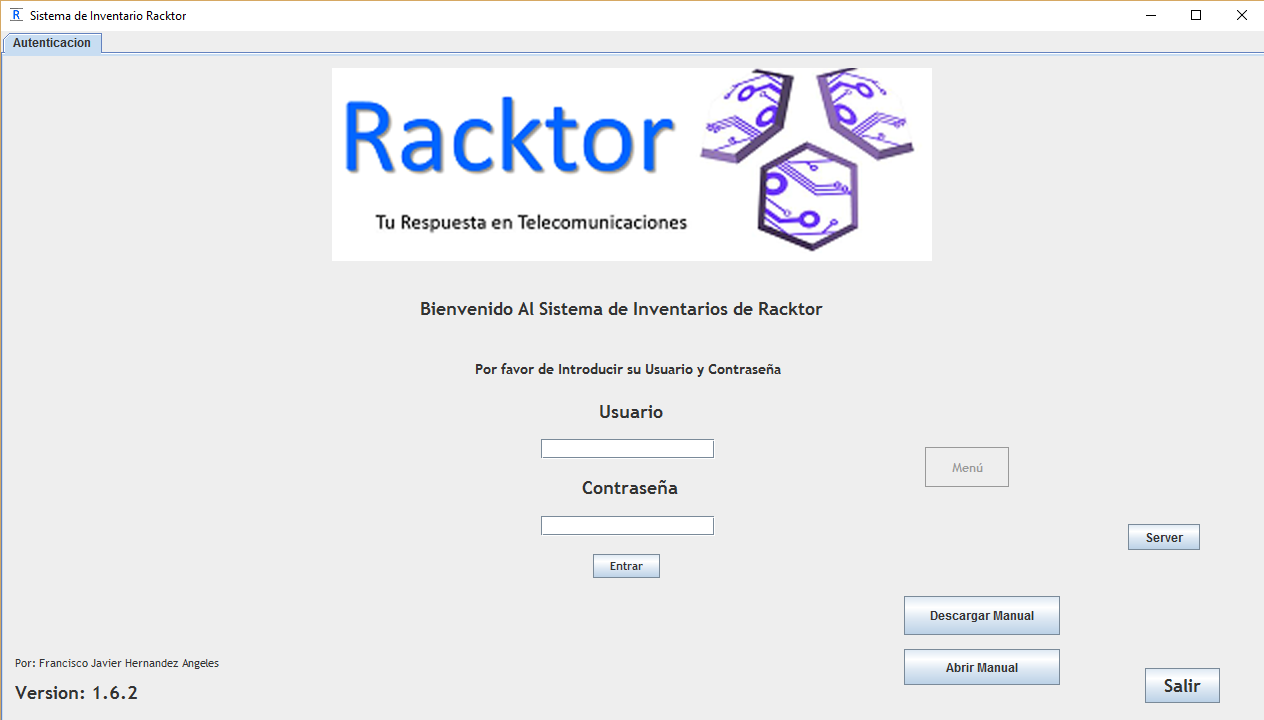 Sistema de Inventario Racktor
Autenticacion
Racktor
Tu Respuesta en Telecomunicaciones
Bienvenido Al Sistema de Inventarios de Racktor
Por favor de Introducir su Usuario y Contraseña
Usuario
Contraseña
Entrar
Menú
Server
Descargar Manual
Abrir Manual
Salir
Por: Francisco Javier Hernandez Angeles
Version: 1.6.2